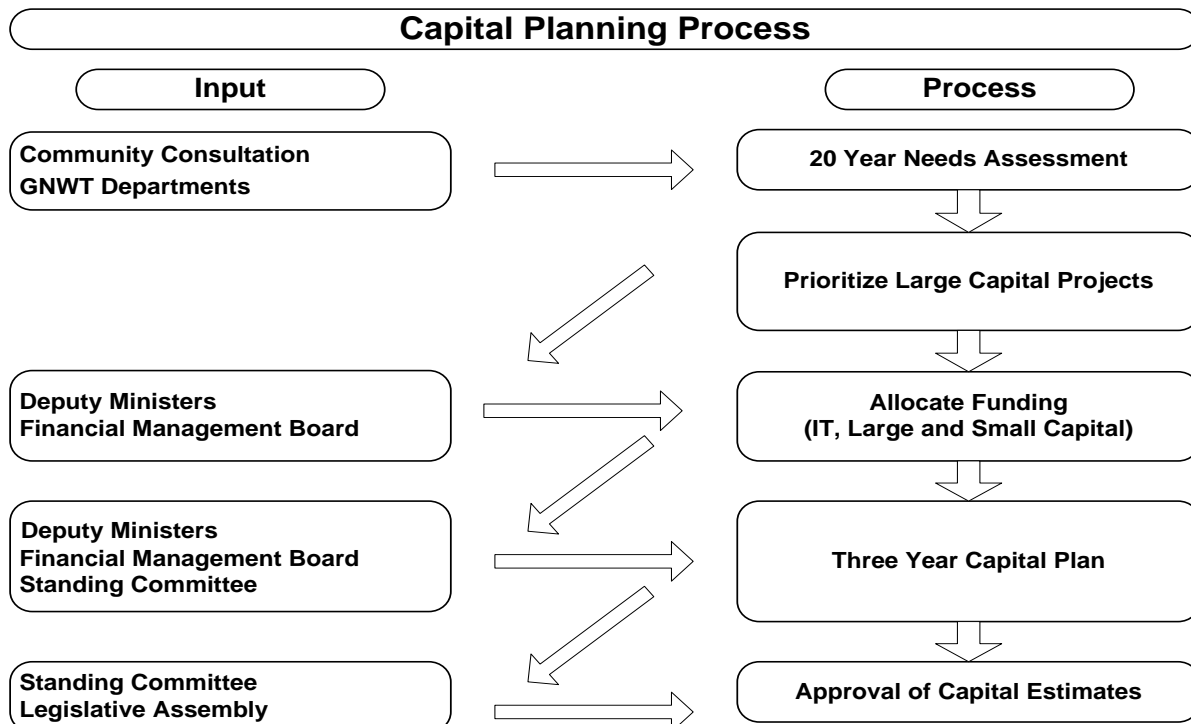 Capital Planning Process
Input
Process
Community Consultation
GNWT Departments
20 Year Needs Assessment
Prioritize Large Capital Projects
Deputy Ministers
Financial Management Board
Allocate Funding
(IT, Large and Small Capital)
Deputy Ministers
Financial Management Board
Standing Committee
Three Year Capital Plan
Standing Committee
Legislative Assembly
Approval of Capital Estimates